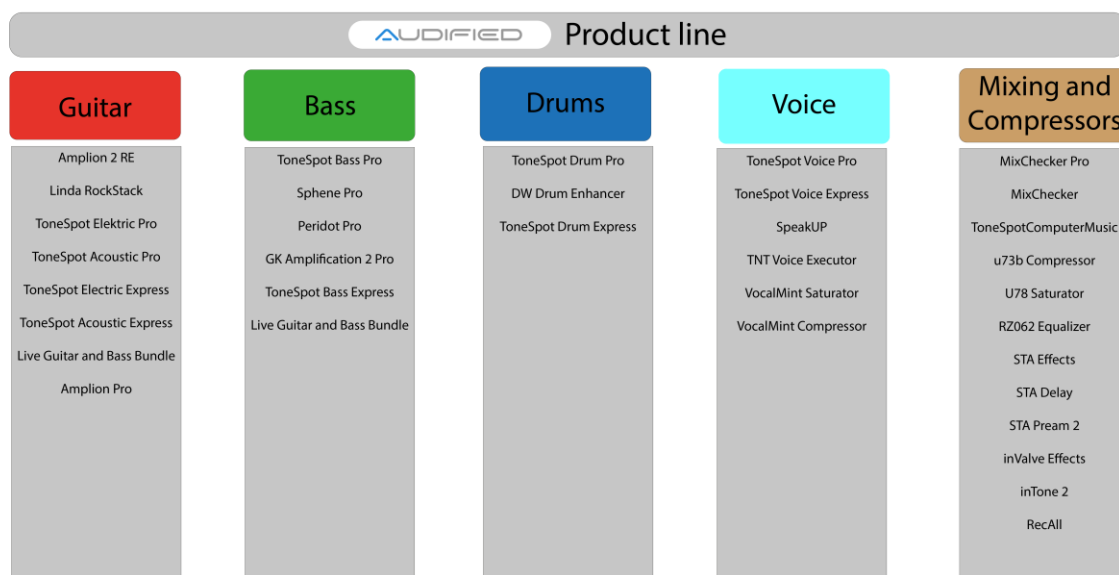 AUDIFIED Product line
Guitar
Amplion 2 RE
Linda RockStack
ToneSpot Elektric Pro
ToneSpot Acoustic Pro
ToneSpot Electric Express
ToneSpot Acoustic Express
Live Guitar and Bass Bundle
Amplion Pro
Bass
ToneSpot Bass Pro
Sphene Pro
Peridot Pro
GK Amplification 2 Pro
ToneSpot Bass Express
Live Guitar and Bass Bundle
Drums
ToneSpot Drum Pro
DW Drum Enhancer
ToneSpot Drum Express
Voice
ToneSpot Voice Pro
ToneSpot Voice Express
SpeakUP
TNT Voice Executor
VocalMint Saturator
VocalMint Compressor
Mixing and
Compressors
MixChecker Pro
MixChecker
ToneSpotComputerMusic
u73b Compressor
U78 Saturator
RZ062 Equalizer
STA Effects
STA Delay
STA Pream 2
inValve Effects
inTone 2
RecAll